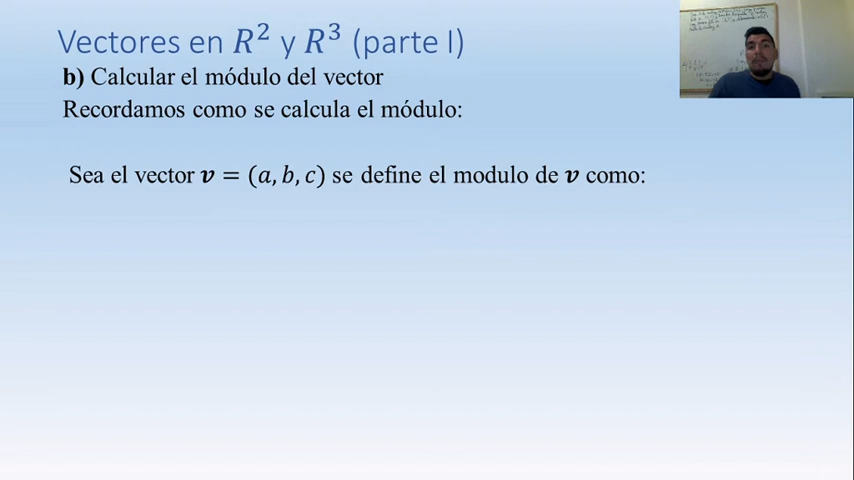 Vectores en R² y R³ (parte I)
b) Calcular el módulo del vector
Recordamos como se calcula el módulo:
Sea el vector v = (a, b, c) se define el modulo de v como: